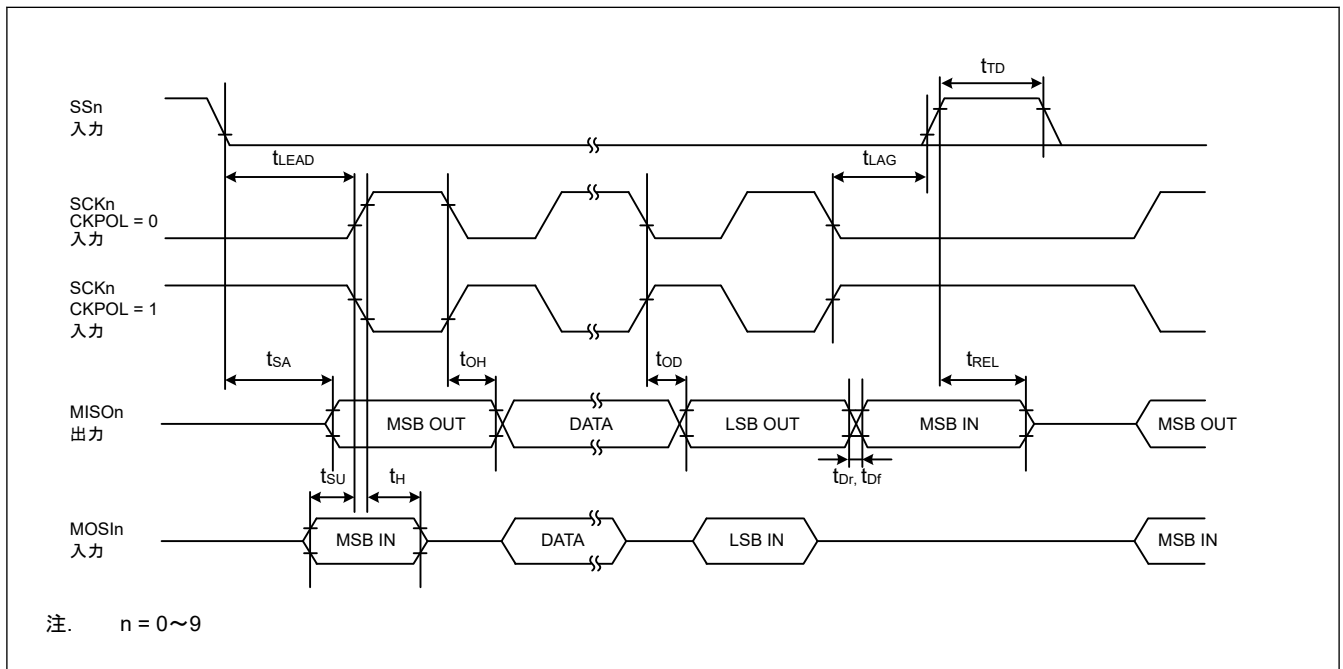 SSn
入力
tTD
tLEAD
tLAG
SCKn
CKPOL = 0
入力
SCKn
CKPOL = 1
入力
tSA
tOH
tOD
tREL
MISOn
出力
MSB OUT
DATA
LSB OUT
MSB IN
MSB OUT
tSU
tH
tDr, tDf
MOSIn
入力
MSB IN
DATA
LSB IN
MSB IN
注. n = 0～9